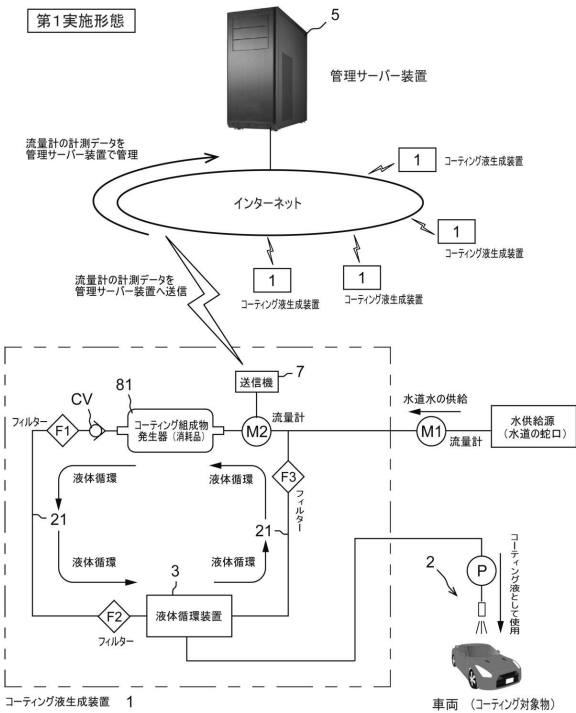 第1実施形態
5
管理サーバー装置
流量計の計測データを
管理サーバー装置で管理
1
コーティング液生成装置
インターネット
1
コーティング液生成装置
1
コーティング液生成装置
1
コーティング液生成装置
流量計の計測データを
管理サーバー装置へ送信
7
送信機
81
CV
フィルター
F1
コーティング組成物
発生器(消耗品)
M2
流量計
水道水の供給
M1
流量計
水供給源
(水道の蛇口)
F3
フィルター
液体循環
液体循環
21
21
液体循環
液体循環
3
液体循環装置
F2
フィルター
2
P
コーティング液として
使用
コーティング液生成装置 1
車両 (コーティング対象物)